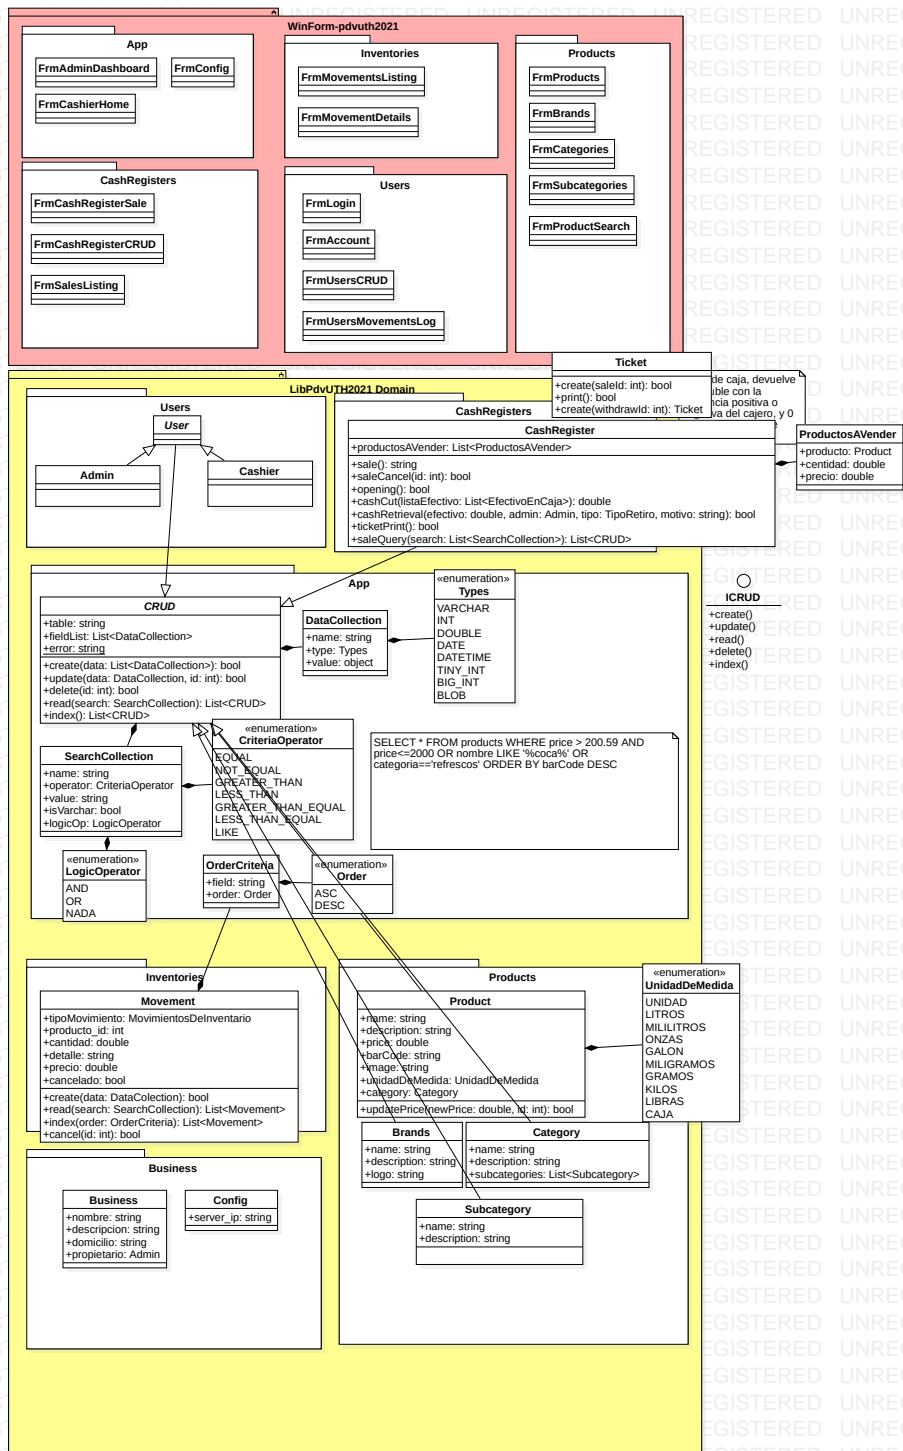 UNREGISTERED UNREGISTERED UNREGISTERED
WinForm-pdvuth2021
App
FrmAdminDashboard
FrmConfig
FrmCashierHome
Inventories
FrmMovementsListing
FrmMovementDetails
Products
FrmProducts
FrmBrands
FrmCategories
FrmSubcategories
FrmProductSearch
CashRegisters
FrmCashRegisterSale
FrmCashRegisterCRUD
FrmSalesListing
Users
FrmLogin
FrmAccount
FrmUsersCRUD
FrmUsersMovementsLog
Ticket
+create(saleId: int): bool
+print(): bool
+create(withdrawId: int): Ticket
de caja, devuelve
con la
positiva o
del cajero, y 0
LibPdvUTH2021 Domain
Users
User
Admin
Cashier
CashRegisters
CashRegister
+productosAVender: List<ProductosAVender>
+sale(): string
+saleCancel(id: int): bool
+opening(): bool
+cashCut(listaEfectivo: List<EfectivoEnCaja>): double
+cashRetrieval(efectivo: double, admin: Admin, tipo: TipoRetiro, motivo: string): bool
+ticketPrint(): bool
+saleQuery(search: List<SearchCollection>): List<CRUD>
ProductosAVender
+producto: Product
+centidad: double
+precio: double
App
CRUD
+table: string
+fieldList: List<DataCollection>
+error: string
+create(data: List<DataCollection>): bool
+update(data: DataCollection, id: int): bool
+delete(id: int): bool
+read(search: SearchCollection): List<CRUD>
+index(): List<CRUD>
DataCollection
+name: string
+type: Types
+value: object
«enumeration»
Types
VARCHAR
INT
DOUBLE
DATE
DATETIME
TINY_INT
BIG_INT
BLOB
ICRUD
+create()
+update()
+read()
+delete()
+index()
SearchCollection
+name: string
+operator: CriteriaOperator
+value: string
+isVarchar: bool
+logicOp: LogicOperator
«enumeration»
CriteriaOperator
EQUAL
NOT_EQUAL
GREATER_THAN
LESS_THAN
GREATER_THAN_EQUAL
LESS_THAN_EQUAL
LIKE
SELECT * FROM products WHERE price > 200.59 AND
price<=2000 OR nombre LIKE '%coca%' OR
categoria=='refrescos' ORDER BY barCode DESC
«enumeration»
LogicOperator
AND
OR
NADA
OrderCriteria
+field: string
+order: Order
«enumeration»
Order
ASC
DESC
Inventories
Movement
+tipoMovimiento: MovimientosDeInventario
+producto_id: int
+cantidad: double
+detalle: string
+precio: double
+cancelado: bool
+create(data: DataColection): bool
+read(search: SearchCollection): List<Movement>
+index(order: OrderCriteria): List<Movement>
+cancel(id: int): bool
Products
Product
+name: string
+description: string
+price: double
+barCode: string
+image: string
+unidadDeMedida: UnidadDeMedida
+category: Category
+updatePrice(newPrice: double, id: int): bool
«enumeration»
UnidadDeMedida
UNIDAD
LITROS
MILILITROS
ONZAS
GALON
MILIGRAMOS
GRAMOS
KILOS
LIBRAS
CAJA
Brands
+name: string
+description: string
+logo: string
Category
+name: string
+description: string
+subcategories: List<Subcategory>
Subcategory
+name: string
+description: string
Business
Business
+nombre: string
+descripcion: string
+domicilio: string
+propietario: Admin
Config
+server_ip: string